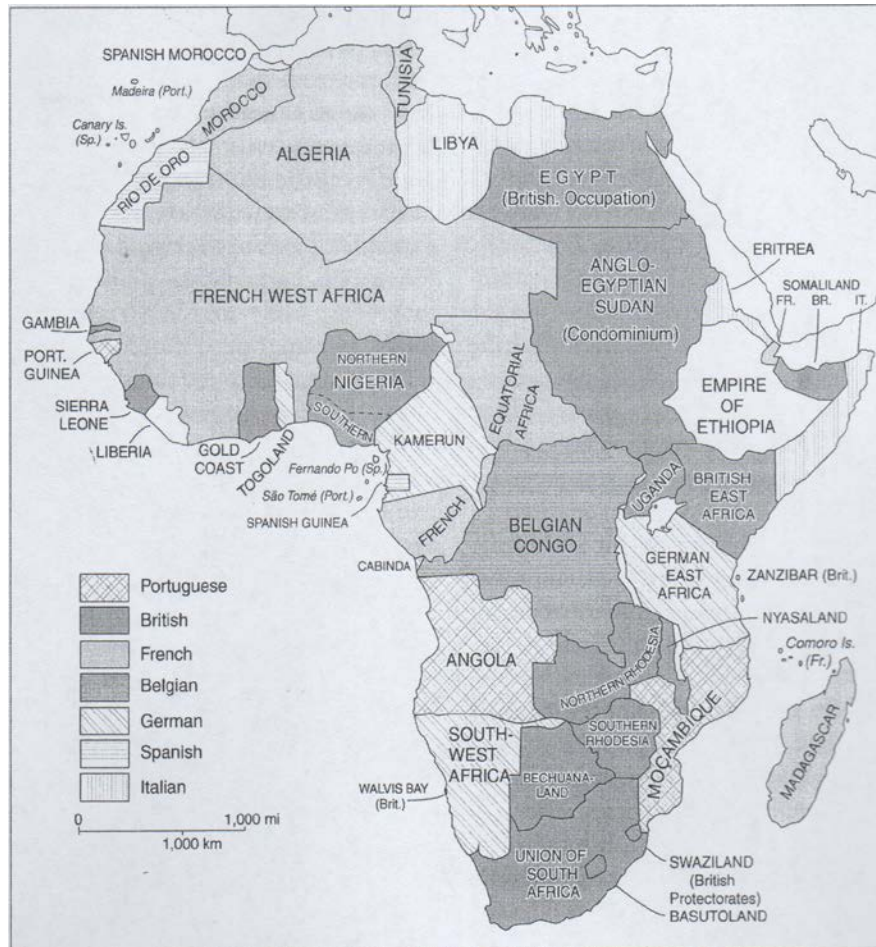 SPANISH MOROCCO
Madeira (Port.)
MOROCCO
TUNISIA
Canary Is.
(Sp.)
ALGERIA
LIBYA
RIO DE ORO
EGYPT
(British. Occupation)
ERITREA
ANGLO-
EGYPTIAN
SUDAN
(Condominium)
SOMALILAND
FR. BR. IT.
FRENCH WEST AFRICA
GAMBIA
PORT.
GUINEA
NORTHERN
NIGERIA
SOUTHERN
EQUATORIAL
AFRICA
EMPIRE
OF
ETHIOPIA
SIERRA
LEONE
LIBERIA
GOLD
COAST
TOGOLAND
KAMERUN
Fernando Po (Sp.)
São Tomé (Port.)
SPANISH GUINEA
FRENCH
UGANDA
BRITISH
EAST
AFRICA
BELGIAN
CONGO
CABINDA
GERMAN
EAST
AFRICA
ZANZIBAR (Brit.)
NYASALAND
Comoro Is.
(Fr.)
ANGOLA
NORTHERN RHODESIA
SOUTHERN
RHODESIA
MOÇAMBIQUE
MADAGASCAR
SOUTH-
WEST
AFRICA
BECHUANA-
LAND
WALVIS BAY
(Brit.)
UNION OF
SOUTH
AFRICA
SWAZILAND
(British
Protectorates)
BASUTOLAND
Portuguese
British
French
Belgian
German
Spanish
Italian
0 1,000 mi
1,000 km